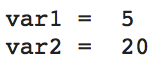 var1 =  5
var2 =  20